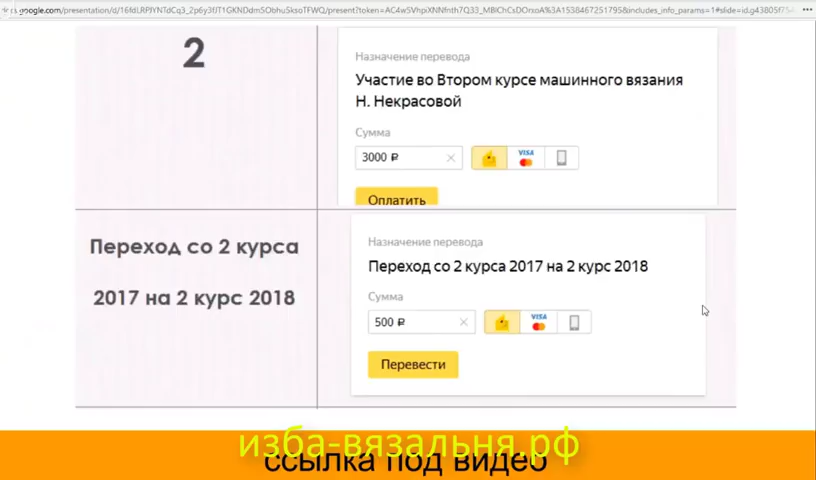 2
Назначение перевода
Участие во Втором курсе машинного вязания
Н. Некрасовой
Сумма
3000 ₽
VISA
Оплатить
Переход со 2 курса
2017 на 2 курс 2018
Назначение перевода
Переход со 2 курса 2017 на 2 курс 2018
Сумма
500 ₽
VISA
Перевести
изба-вязальня.рф
ссылка под видео